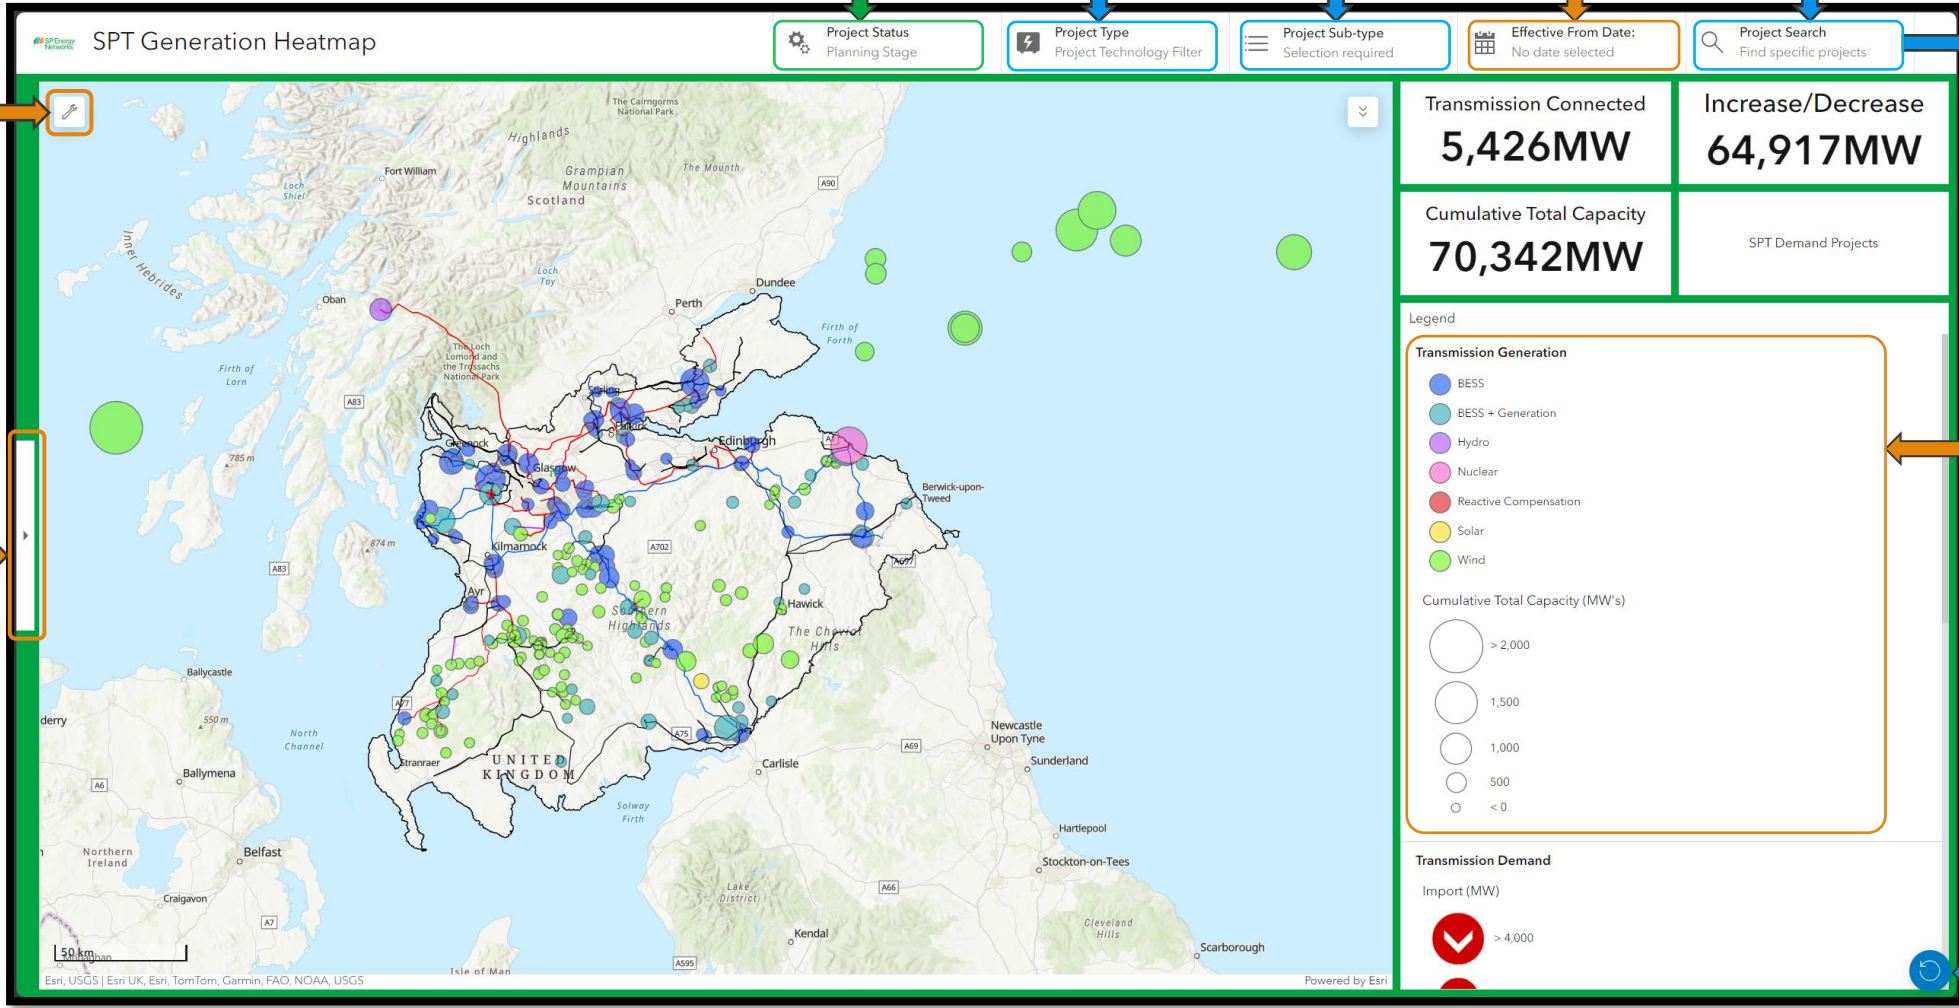 SP Energy
Networks
SPT Generation Heatmap
Project Status
Planning Stage
Project Type
Project Technology Filter
Project Sub-type
Selection required
Effective From Date:
No date selected
Project Search
Find specific projects
The Cairngorms
National Park
Highlands
Fort William
Grampian
Mountains
The Mounth
Scotland
A90
Loch
Shiel
Inner Hebrides
Loch
Tay
Oban
Dundee
Perth
Firth of
Forth
The Loch
Lomond and
the Trossachs
National Park
Firth of
Lorn
A83
Stirling
Falkirk
Greenock
Edinburgh
A1
785 m
Glasgow
Berwick-upon-
Tweed
874 m
Kilmarnock
A702
A83
A697
Ayr
Southern
Highlands
Hawick
The Cheviot
Hills
Ballycastle
A77
derry
550 m
North
Channel
A75
Newcastle
Upon Tyne
A69
Stranraer
UNITED
KINGDOM
Carlisle
Sunderland
Ballymena
A6
Solway
Firth
Hartlepool
Northern
Ireland
Belfast
Stockton-on-Tees
Lake
District
A66
Craigavon
A7
Cleveland
Hills
Kendal
50 km
Monaghan
Scarborough
A595
Isle of Man
Esri, USGS | Esri UK, Esri, TomTom, Garmin, FAO, NOAA, USGS
Powered by Esri
Transmission Connected
5,426MW
Increase/Decrease
64,917MW
Cumulative Total Capacity
70,342MW
SPT Demand Projects
Legend
Transmission Generation
BESS
BESS + Generation
Hydro
Nuclear
Reactive Compensation
Solar
Wind
Cumulative Total Capacity (MW's)
> 2,000
1,500
1,000
500
< 0
Transmission Demand
Import (MW)
> 4,000